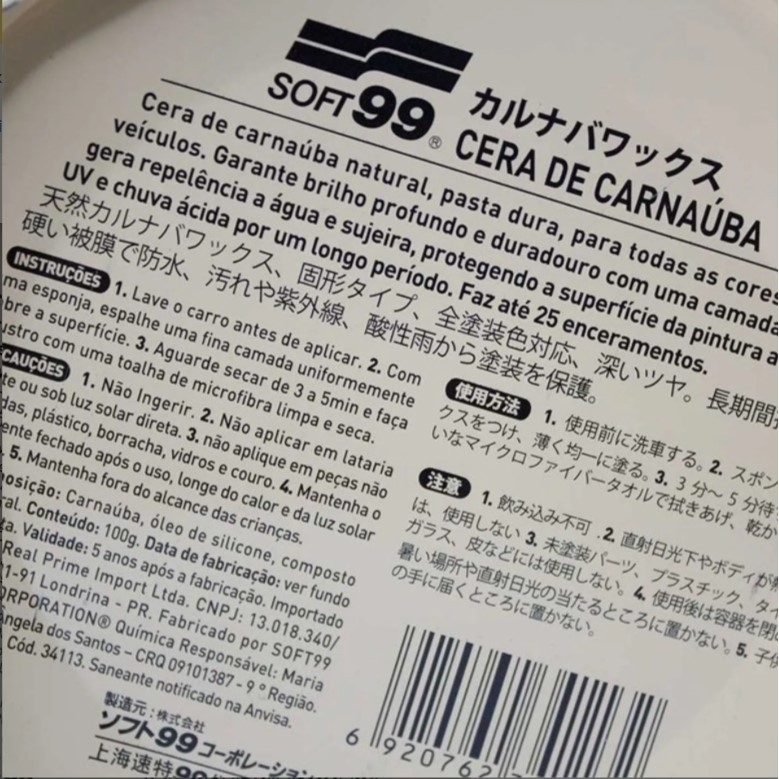 SOFT99®
カルナバワックス
CERA DE CARNAÚBA
Cera de carnaúba natural, pasta dura, para todas as cores
veículos. Garante brilho profundo e duradouro com uma camada
gera repelência a água e sujeira, protegendo a superfície da pintura a
UV e chuva ácida por um longo período. Faz até 25 enceramentos.
天然カルナバワックス、固形タイプ、全塗装色対応、深いツヤ。長期間
硬い被膜で防水、汚れや紫外線、酸性雨から塗装を保護。
INSTRUÇÕES 1. Lave o carro antes de aplicar. 2. Com
ma esponja, espalhe uma fina camada uniformemente
bre a superfície. 3. Aguarde secar de 3 a 5min e faça
ustro com uma toalha de microfibra limpa e seca.
CAUÇÕES 1. Não Ingerir. 2. Não aplicar em lataria
te ou sob luz solar direta. 3. não aplique em peças não
das, plástico, borracha, vidros e couro. 4. Mantenha o
ente fechado após o uso, longe do calor e da luz solar
. 5. Mantenha fora do alcance das crianças.
posição: Carnaúba, óleo de silicone, composto
ral. Conteúdo: 100g. Data de fabricação: ver fundo
ta. Validade: 5 anos após a fabricação. Importado
Real Prime Import Ltda. CNPJ: 13.018.340/
1-91 Londrina - PR. Fabricado por SOFT99
ORPORATION® Química Responsável: Maria
ngela dos Santos – CRQ 09101387 - 9 ° Região.
Cód. 34113. Saneante notificado na Anvisa.
製造元：株式会社
ソフト99コーポレーション
上海速特99
使用方法 1. 使用前に洗車する。2. スポン
クスをつけ、薄く均一に塗る。3. 3 分～ 5 分待
いなマイクロファイバータオルで拭きあげ、乾か
注意 1. 飲み込み不可 .2. 直射日光下やボディが
は、使用しない 3. 未塗装パーツ、プラスチック、タイ
ガラス、皮などには使用しない。4. 使用後は容器を閉
暑い場所や直射日光の当たるところに置かない。5. 子供
の手に届くところに置かない。
6 920762